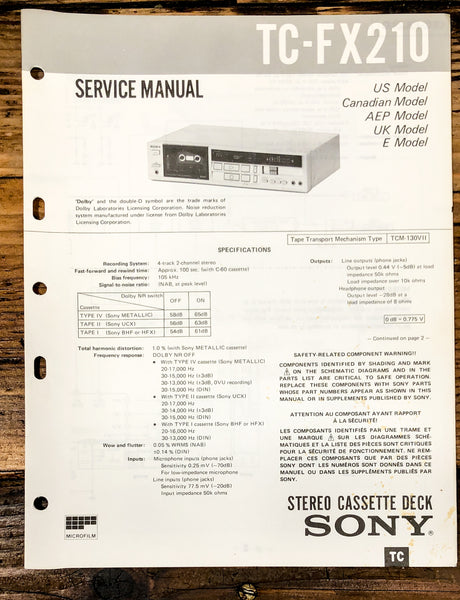 TC-FX210
SERVICE MANUAL
US Model
Canadian Model
AEP Model
UK Model
E Model
SONY
'Dolby' and the double-D symbol are the trade marks of
Dolby Laboratories Licensing Corporation. Noise reduction
system manufactured under license from Dolby Laboratories
Licensing Corporation.
Tape Transport Mechanism Type TCM-130VII
SPECIFICATIONS
Recording System: 4-track 2-channel stereo
Fast-forward and rewind time: Approx. 100 sec. (with C-60 cassette)
Bias frequency: 105 kHz
Signal to noise ratio: (NAB, at peak level)
Dolby NR switch OFF ON
Cassette
TYPE IV (Sony METALLIC) 58dB 65dB
TAPE II (Sony UCX) 56dB 63dB
TAPE I (Sony BHF or HFX) 54dB 61dB
Total harmonic distortion: 1.0 % (with Sony METALLIC)
Frequency response: DOLBY NR OFF
• With TYPE IV cassette (Sony METALLIC)
20-17,000 Hz
30-15,000 Hz (±3dB)
30-12,000 Hz (±3 dB, 0VU recording)
30-15,000 Hz (DIN)
• With TYPE II cassette (Sony UCX)
20-17,000 Hz
30-14,000 Hz (±3dB)
30-14,000 Hz (DIN)
• With TYPE I cassette (Sony BHF or HFX)
20-16,000 Hz
30-13,000 Hz (DIN)
Wow and flutter: 0.05 % WRMS (NAB)
±0.14 % (DIN)
Inputs: Microphone inputs (phone jacks)
Sensitivity 0.25 mV (−70dB)
For low-impedance microphone
Line inputs (phono jacks)
Sensitivity 77.5 mV (−20dB)
Input impedance 50k ohms
Outputs: Line outputs (phono jacks)
Output level 0.44 V (−5dB) at load
impedance 50k ohms
Load impedance over 10k ohms
Headphone output
Output level −28dB at a
load impedance of 8 ohms
0 dB = 0.775 V
— Continued on page 2 —
SAFETY-RELATED COMPONENT WARNING!!
COMPONENTS IDENTIFIED BY SHADING AND MARK
⚠ ON THE SCHEMATIC DIAGRAMS AND IN THE
PARTS LIST ARE CRITICAL TO SAFE OPERATION.
REPLACE THESE COMPONENTS WITH SONY PARTS
WHOSE PART NUMBERS APPEAR AS SHOWN IN THIS
MANUAL OR IN SUPPLEMENTS PUBLISHED BY SONY.
ATTENTION AU COMPOSANT AYANT RAPPORT
À LA SÉCURITÉ!
LES COMPOSANTS IDENTIFIÉS PAR UNE TRAME ET
UNE MARQUE ⚠ SUR LES DIAGRAMMES SCHÉ-
MATIQUES ET LA LISTE DES PIÈCES SONT CRITIQUES
POUR LA SÉCURITÉ DE FONCTIONNEMENT. NE REM-
PLACER CES COMPOSANTS QUE PAR DES PIÈCES
SONY DONT LES NUMÉROS SONT DONNÉS DANS CE
MANUEL OU DANS LES SUPPLÉMENTS PUBLIÉS PAR
SONY.
MICROFILM
STEREO CASSETTE DECK
SONY®
TC